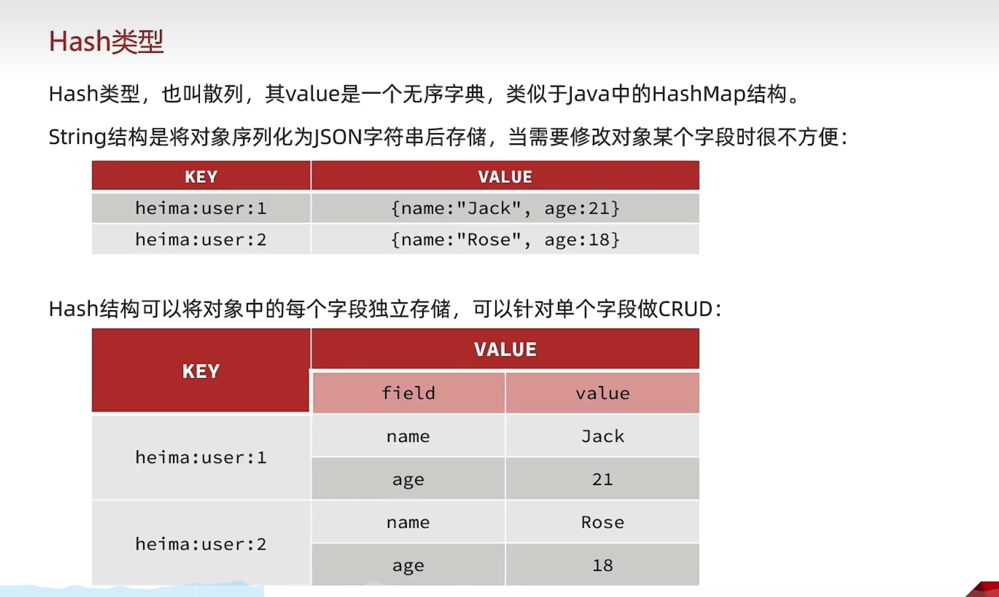 Hash类型
Hash类型，也叫散列，其value是一个无序字典，类似于Java中的HashMap结构。
String结构是将对象序列化为JSON字符串后存储，当需要修改对象某个字段时很不方便：
KEY VALUE
heima:user:1 {name:"Jack", age:21}
heima:user:2 {name:"Rose", age:18}
Hash结构可以将对象中的每个字段独立存储，可以针对单个字段做CRUD：
KEY VALUE
field value
heima:user:1 name Jack
age 21
heima:user:2 name Rose
age 18